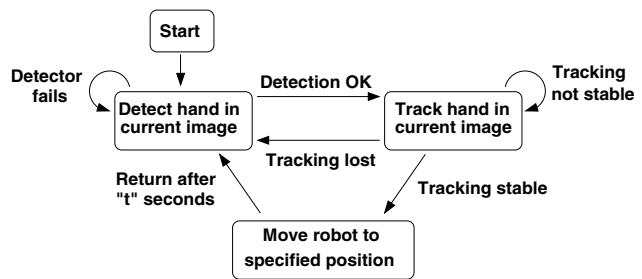 Start
Detector
fails
Detection OK
Tracking
not stable
Detect hand in
current image
Track hand in
current image
Tracking lost
Return after
"t" seconds
Tracking stable
Move robot to
specified position